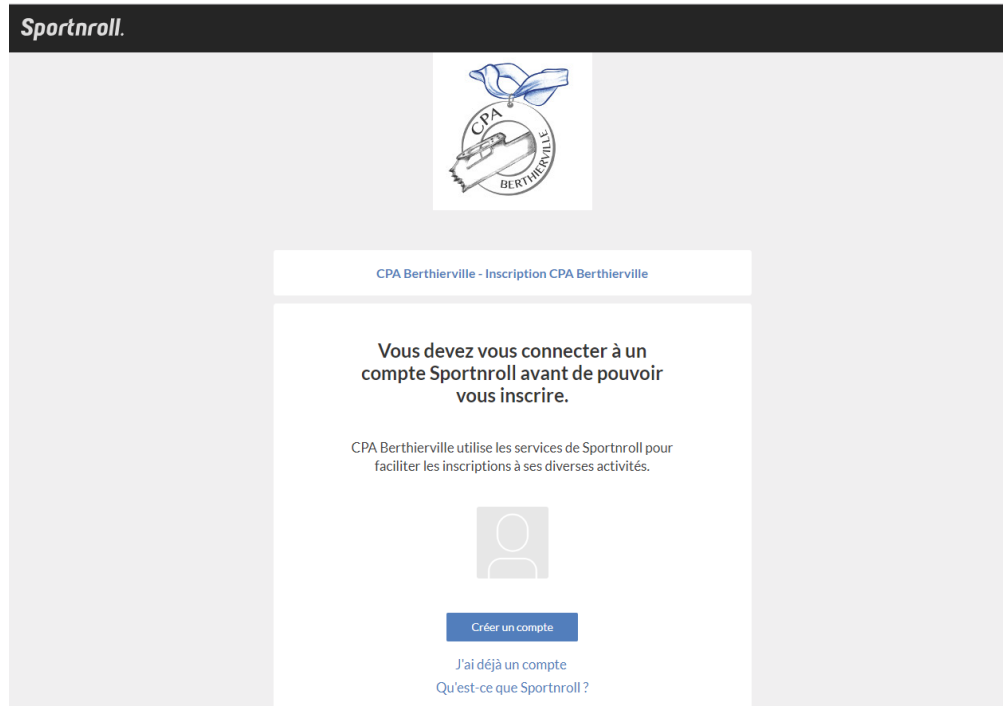 Sportnroll.
CPA
BERTHIERVILLE
CPA Berthierville - Inscription CPA Berthierville
Vous devez vous connecter à un
compte Sportnroll avant de pouvoir
vous inscrire.
CPA Berthierville utilise les services de Sportnroll pour
faciliter les inscriptions à ses diverses activités.
Créer un compte
J'ai déjà un compte
Qu'est-ce que Sportnroll ?